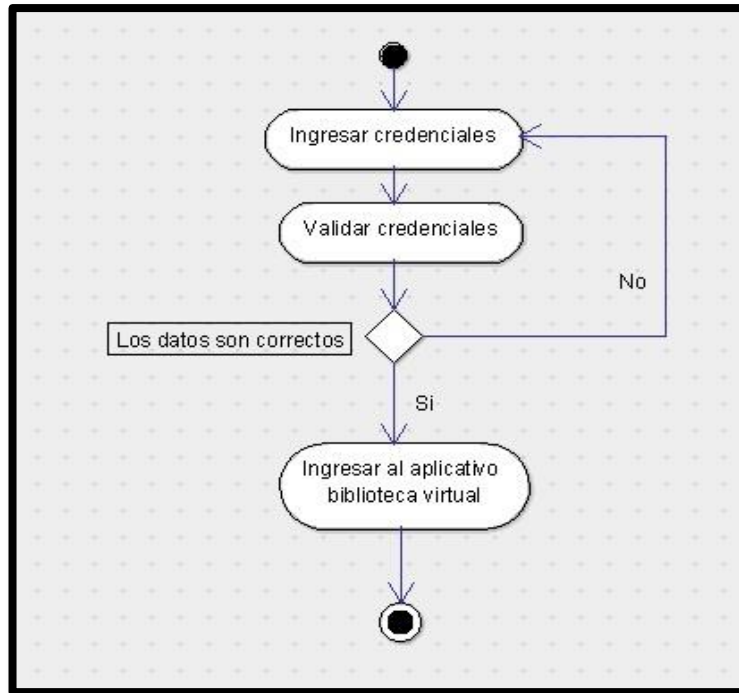 Ingresar credenciales
Validar credenciales
No
Los datos son correctos
Si
Ingresar al aplicativo
biblioteca virtual